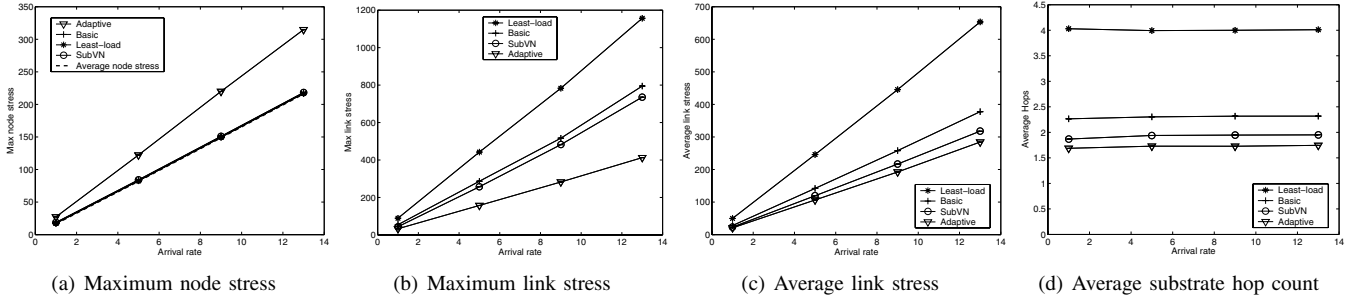 350
300
250
200
150
100
50
0
Max node stress
Adaptive
Basic
Least-load
SubVN
Average node stress
0 2 4 6 8 10 12 14
Arrival rate
(a) Maximum node stress
1200
1000
800
600
400
200
0
Max link stress
Least-load
Basic
SubVN
Adaptive
0 2 4 6 8 10 12 14
Arrival rate
(b) Maximum link stress
700
600
500
400
300
200
100
0
Average link stress
Least-load
Basic
SubVN
Adaptive
0 2 4 6 8 10 12 14
Arrival rate
(c) Average link stress
4.5
4
3.5
3
2.5
2
1.5
1
0.5
0
Average Hops
Least-load
Basic
SubVN
Adaptive
0 2 4 6 8 10 12 14
Arrival rate
(d) Average substrate hop count